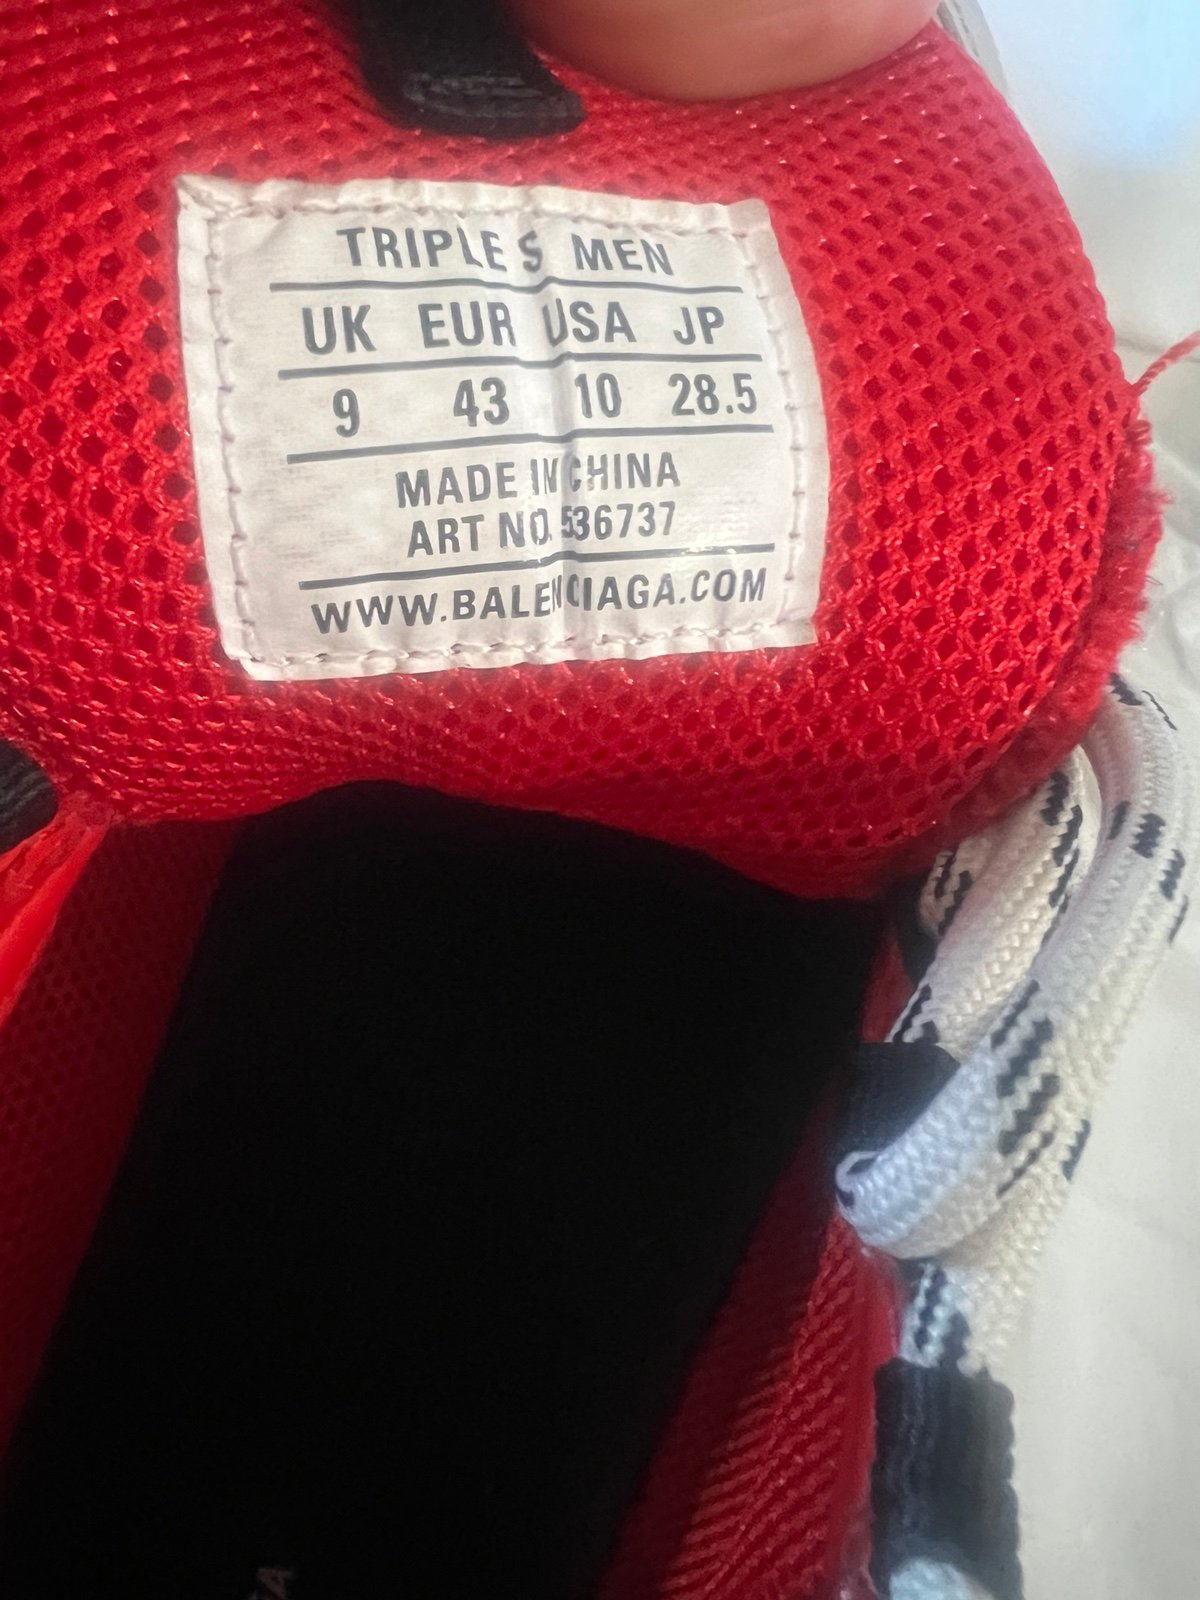 TRIPLE S MEN
UK EUR USA JP
9 43 10 28.5
MADE IN CHINA
ART NO. 536737
WWW.BALENCIAGA.COM